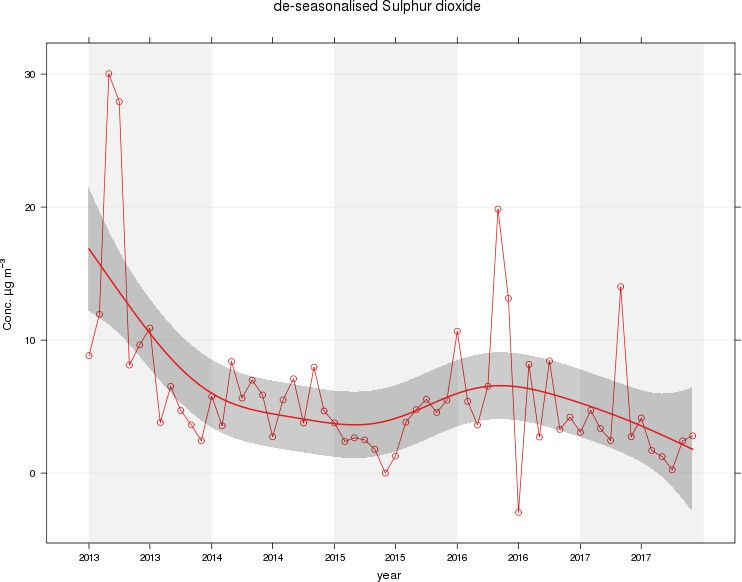 de-seasonalised Sulphur dioxide
30
20
10
0
Conc. µg m⁻³
2013 2013 2014 2014 2015 2015 2016 2016 2017 2017
year